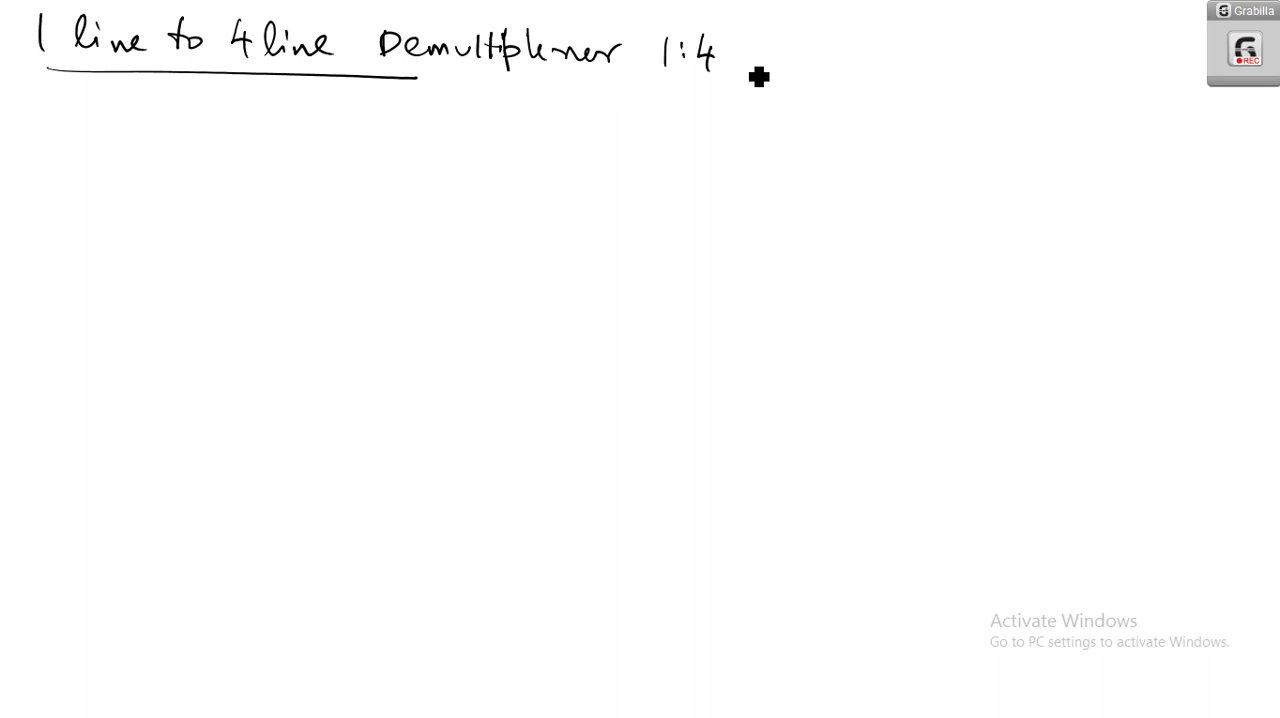 1 line to 4 line Demultiplexer 1:4
Grabilla
REC
Activate Windows
Go to PC settings to activate Windows.